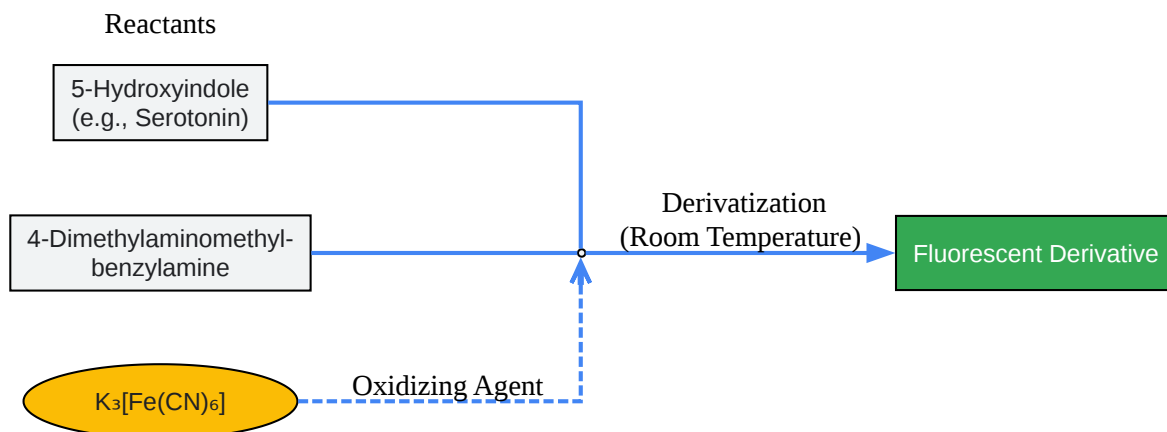 Reactants
5-Hydroxyindole
(e.g., Serotonin)
4-Dimethylaminomethyl-
benzylamine
Derivatization
(Room Temperature)
Fluorescent Derivative
K₃[Fe(CN)₆]
Oxidizing Agent